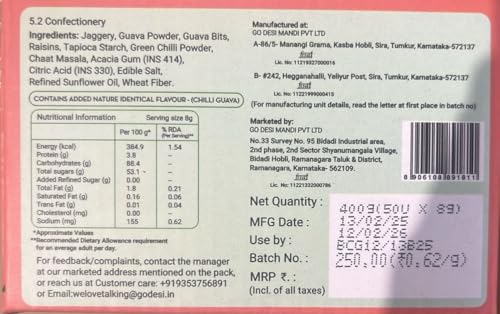 5.2 Confectionery
Ingredients: Jaggery, Guava Powder, Guava Bits,
Raisins, Tapioca Starch, Green Chilli Powder,
Chaat Masala, Acacia Gum (INS 414),
Citric Acid (INS 330), Edible Salt,
Refined Sunflower Oil, Wheat Fiber.
CONTAINS ADDED NATURE IDENTICAL FLAVOUR - (CHILLI GUAVA)
Nutritional Information Serving size 8g
Per 100 g* % RDA
(Per Serving)**
Energy (kcal) 384.9 1.54
Protein (g) 3.8 –
Carbohydrates (g) 88.4 –
Total sugars (g) 53.1 –
Added Refined Sugar (g) 0.00 –
Total Fat (g) 1.8 0.21
Saturated Fat (g) 0.16 0.06
Trans Fat (g) 0.01 0.04
Cholesterol (mg) 0.00 –
Sodium (mg) 155 0.62
*Approximate Values
**Recommended Dietary Allowance requirement
for an average adult per day.
For feedback/complaints, contact the manager
at our marketed address mentioned on the pack,
or reach us at Customer care: +919353756891
or Email:welovetalking@godesi.in
Manufactured at:
GO DESI MANDI PVT LTD
A-86/5- Manangi Grama, Kasba Hobli, Sira, Tumkur, Karnataka-572137
fssai
Lic. No: 11219327000016
B- #242, Hegganahalli, Yeliyur Post, Sira, Tumkur, Karnataka-572137
fssai
Lic. No: 11221999000415
(For manufacturing unit details, read the letter at first place in batch no)
Marketed by:
GO DESI MANDI PVT LTD
No.33 Survey No. 95 Bidadi Industrial area,
2nd phase, 2nd Sector Shyanumangala Village,
Bidadi Hobli, Ramanagara Taluk & District,
Ramanagara, Karnataka- 562109.
fssai
Lic No: 11221332000786
8 906108 891811
Net Quantity : 400g(50U X 8g)
MFG Date : 13/02/25
Use by : 12/02/26
Batch No. : BCG12/13B25
MRP ₹. : 250.00(₹0.62/g)
(Incl. of all taxes)